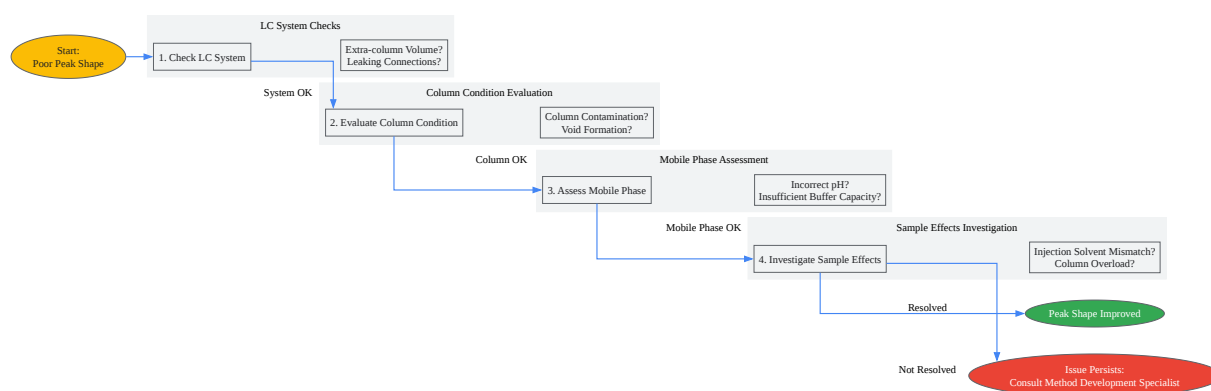 LC System Checks
Start:
Poor Peak Shape
1. Check LC System
Extra-column Volume?
Leaking Connections?
System OK
Column Condition Evaluation
2. Evaluate Column Condition
Column Contamination?
Void Formation?
Column OK
Mobile Phase Assessment
3. Assess Mobile Phase
Incorrect pH?
Insufficient Buffer Capacity?
Mobile Phase OK
Sample Effects Investigation
4. Investigate Sample Effects
Injection Solvent Mismatch?
Column Overload?
Resolved
Peak Shape Improved
Not Resolved
Issue Persists:
Consult Method Development Specialist